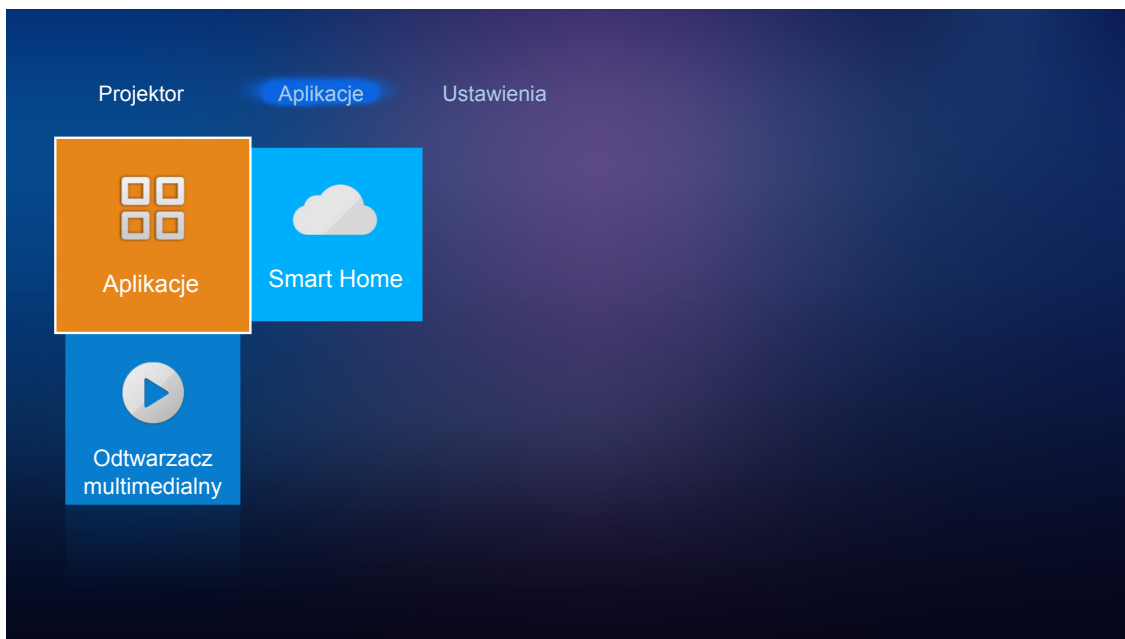 Projektor Aplikacje Ustawienia
Aplikacje
Smart Home
Odtwarzacz
multimedialny